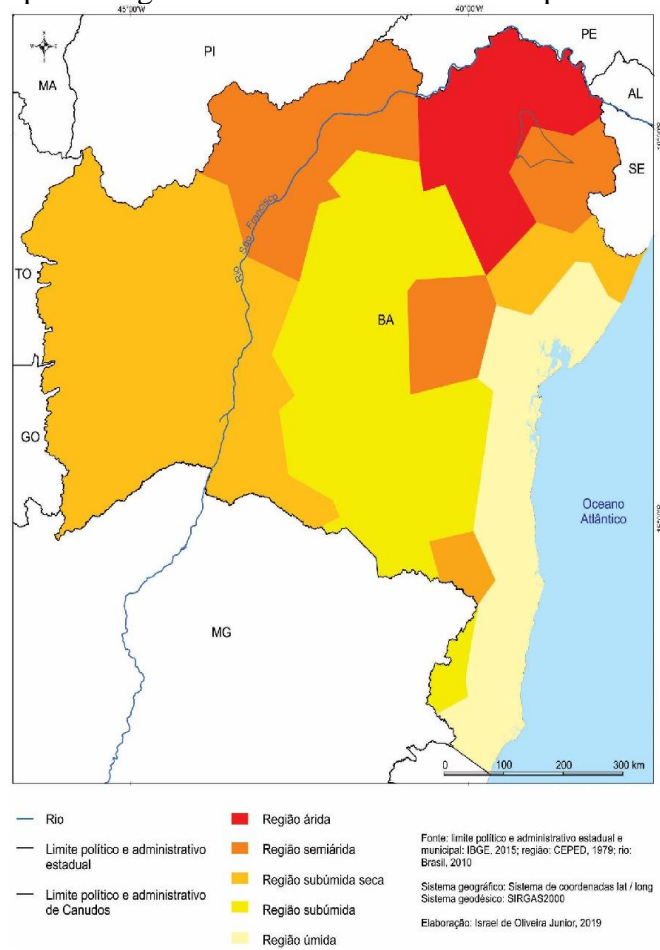 45°00'W
40°00'W
PI
PE
MA
AL
SE
Rio São Francisco
TO
BA
GO
Oceano
Atlântico
MG
0 100 200 300 km
Rio
Limite político e administrativo
estadual
Limite político e administrativo
de Canudos
Região árida
Região semiárida
Região subúmida seca
Região subúmida
Região úmida
Fonte: limite político e administrativo estadual e
municipal: IBGE, 2015; região: CEPED, 1979; rio:
Brasil, 2010
Sistema geográfico: Sistema de coordenadas lat / long
Sistema geodésico: SIRGAS2000
Elaboração: Israel de Oliveira Junior, 2019